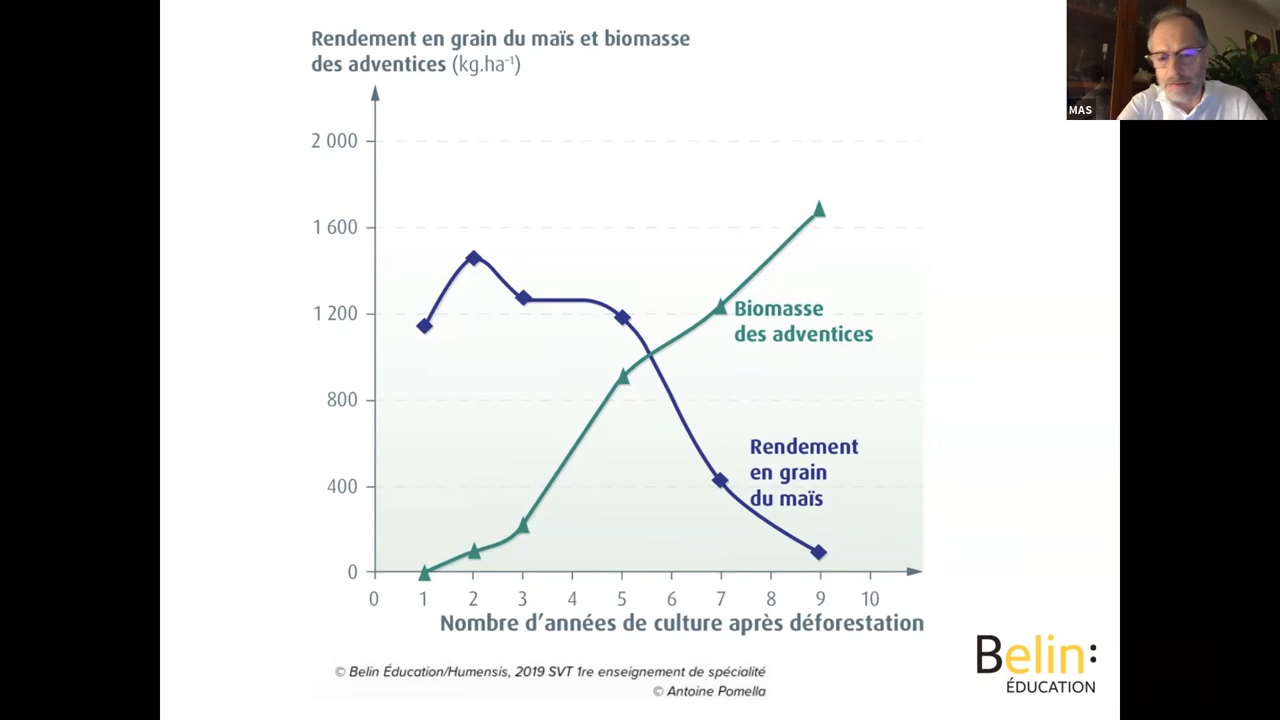 Rendement en grain du maïs et biomasse
des adventices (kg.ha⁻¹)
MAS
2 000
1 600
1 200
800
400
0
Biomasse
des adventices
Rendement
en grain
du maïs
0 1 2 3 4 5 6 7 8 9 10
Nombre d'années de culture après déforestation
© Belin Éducation/Humensis, 2019 SVT 1re enseignement de spécialité
© Antoine Pomella
Belin:
ÉDUCATION